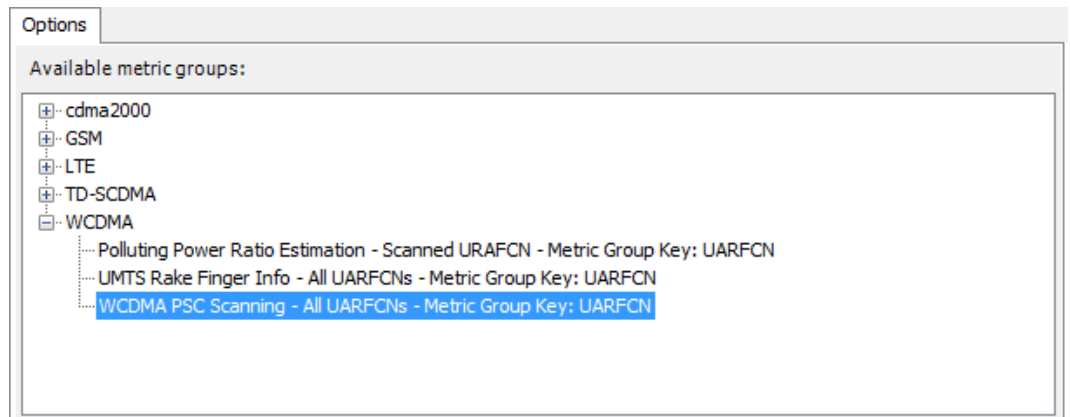 Options
Available metric groups:
cdma2000
GSM
LTE
TD-SCDMA
WCDMA
Polluting Power Ratio Estimation - Scanned URAFCN - Metric Group Key: UARFCN
UMTS Rake Finger Info - All UARFCNs - Metric Group Key: UARFCN
WCDMA PSC Scanning - All UARFCNs - Metric Group Key: UARFCN